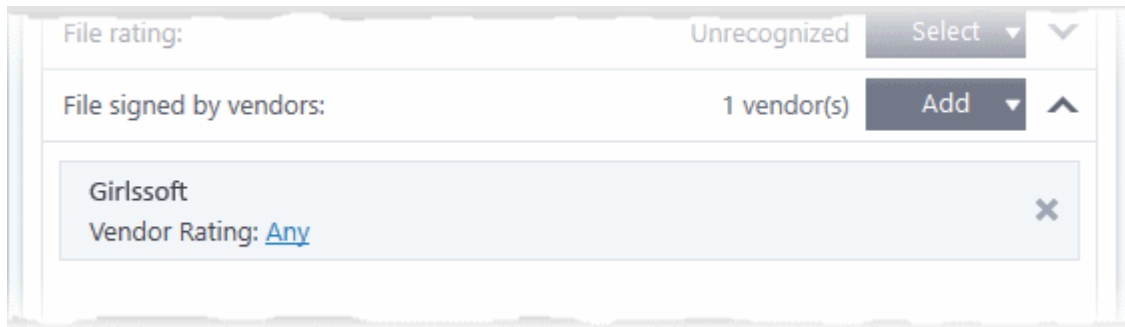 File rating: Unrecognized Select
File signed by vendors: 1 vendor(s) Add
Girlssoft
Vendor Rating: Any